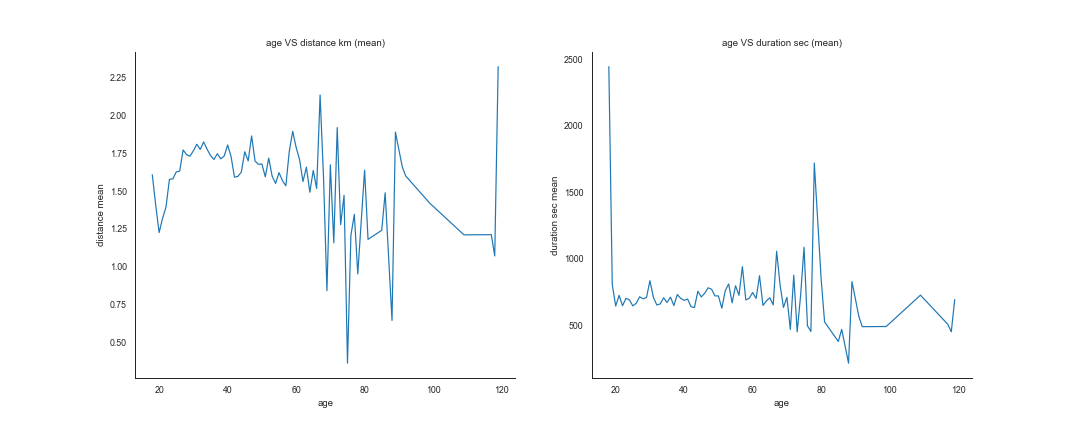 age VS distance km (mean)
distance mean
2.25
2.00
1.75
1.50
1.25
1.00
0.75
0.50
20 40 60 80 100 120
age
age VS duration sec (mean)
duration sec mean
2500
2000
1500
1000
500
20 40 60 80 100 120
age